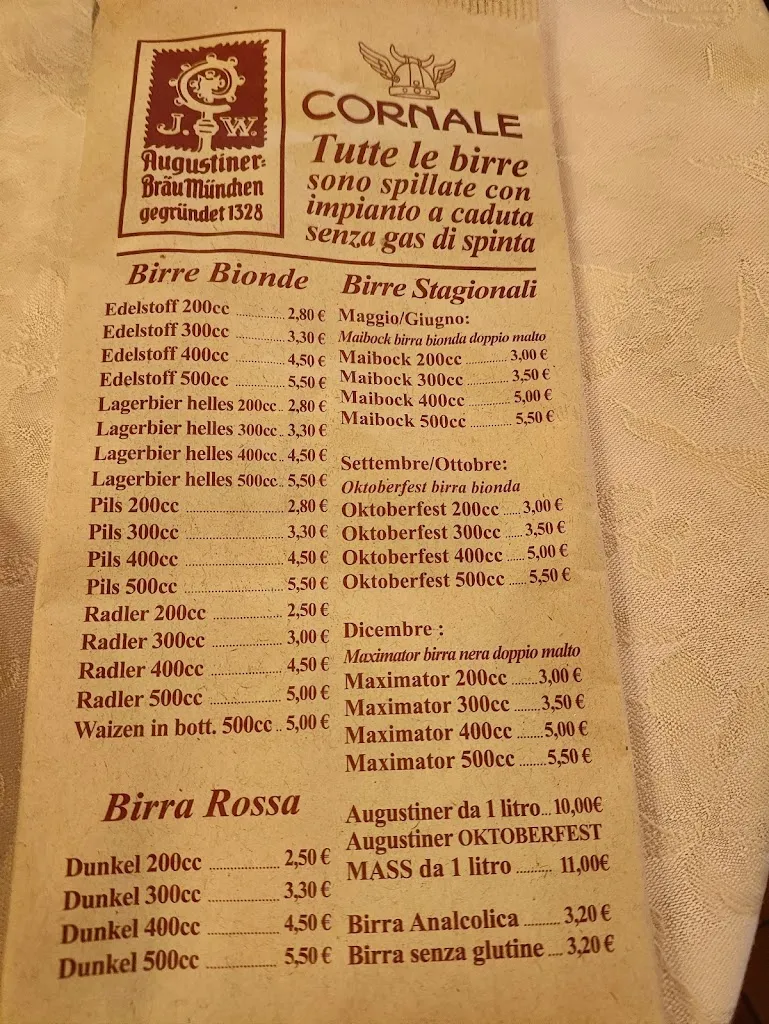 J. W.
Augustiner-
Bräu München
gegründet 1328
CORNALE
Tutte le birre
sono spillate con
impianto a caduta
senza gas di spinta
Birre Bionde
Edelstoff 200cc 2,80 €
Edelstoff 300cc 3,30 €
Edelstoff 400cc 4,50 €
Edelstoff 500cc 5,50 €
Lagerbier helles 200cc 2,80 €
Lagerbier helles 300cc 3,30 €
Lagerbier helles 400cc 4,50 €
Lagerbier helles 500cc 5,50 €
Pils 200cc 2,80 €
Pils 300cc 3,30 €
Pils 400cc 4,50 €
Pils 500cc 5,50 €
Radler 200cc 2,50 €
Radler 300cc 3,00 €
Radler 400cc 4,50 €
Radler 500cc 5,00 €
Waizen in bott. 500cc 5,00 €
Birra Rossa
Dunkel 200cc 2,50 €
Dunkel 300cc 3,30 €
Dunkel 400cc 4,50 €
Dunkel 500cc 5,50 €
Birre Stagionali
Maggio/Giugno:
Maibock birra bionda doppio malto
Maibock 200cc 3,00 €
Maibock 300cc 3,50 €
Maibock 400cc 5,00 €
Maibock 500cc 5,50 €
Settembre/Ottobre:
Oktoberfest birra bionda
Oktoberfest 200cc 3,00 €
Oktoberfest 300cc 3,50 €
Oktoberfest 400cc 5,00 €
Oktoberfest 500cc 5,50 €
Dicembre :
Maximator birra nera doppio malto
Maximator 200cc 3,00 €
Maximator 300cc 3,50 €
Maximator 400cc 5,00 €
Maximator 500cc 5,50 €
Augustiner da 1 litro 10,00€
Augustiner OKTOBERFEST
MASS da 1 litro 11,00€
Birra Analcolica 3,20 €
Birra senza glutine 3,20 €